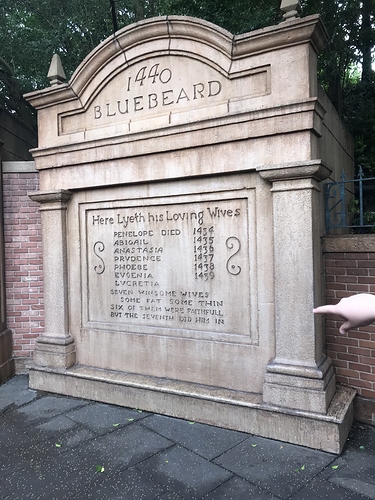 1440
BLUEBEARD
Here Lyeth his Loving Wives
PENELOPE DIED 1434
ABIGAIL 1435
ANASTASIA 1436
PRUDENCE 1437
PHOEBE 1438
EUGENIA 1439
LUCRETIA
SEVEN WINSOME WIVES
SOME FAT SOME THIN
SIX OF THEM WERE FAITHFULL
BUT THE SEVENTH DID HIM IN